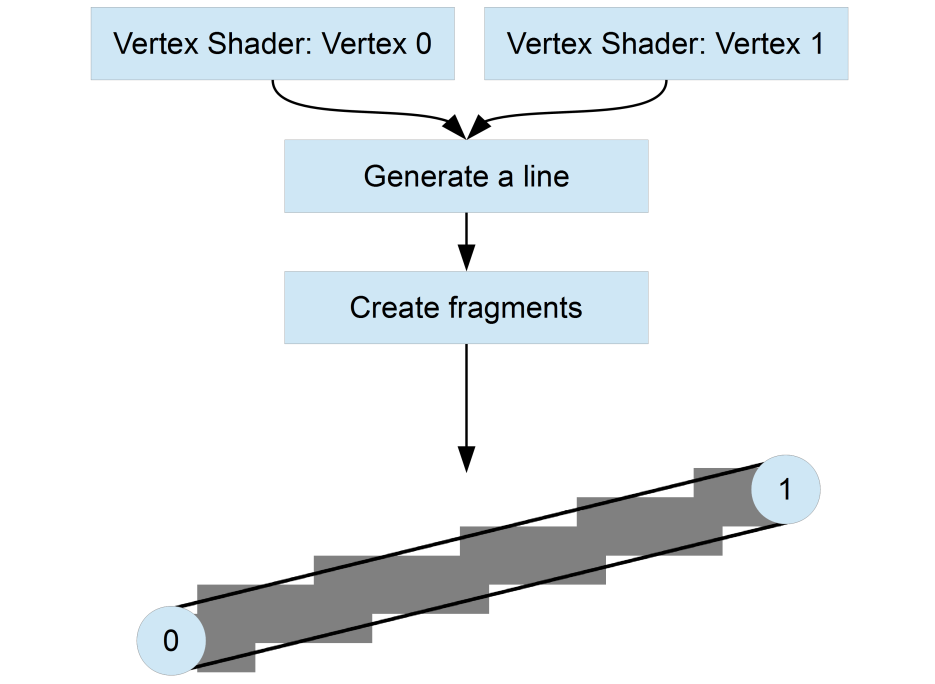 Vertex Shader: Vertex 0
Vertex Shader: Vertex 1
Generate a line
Create fragments
1
0